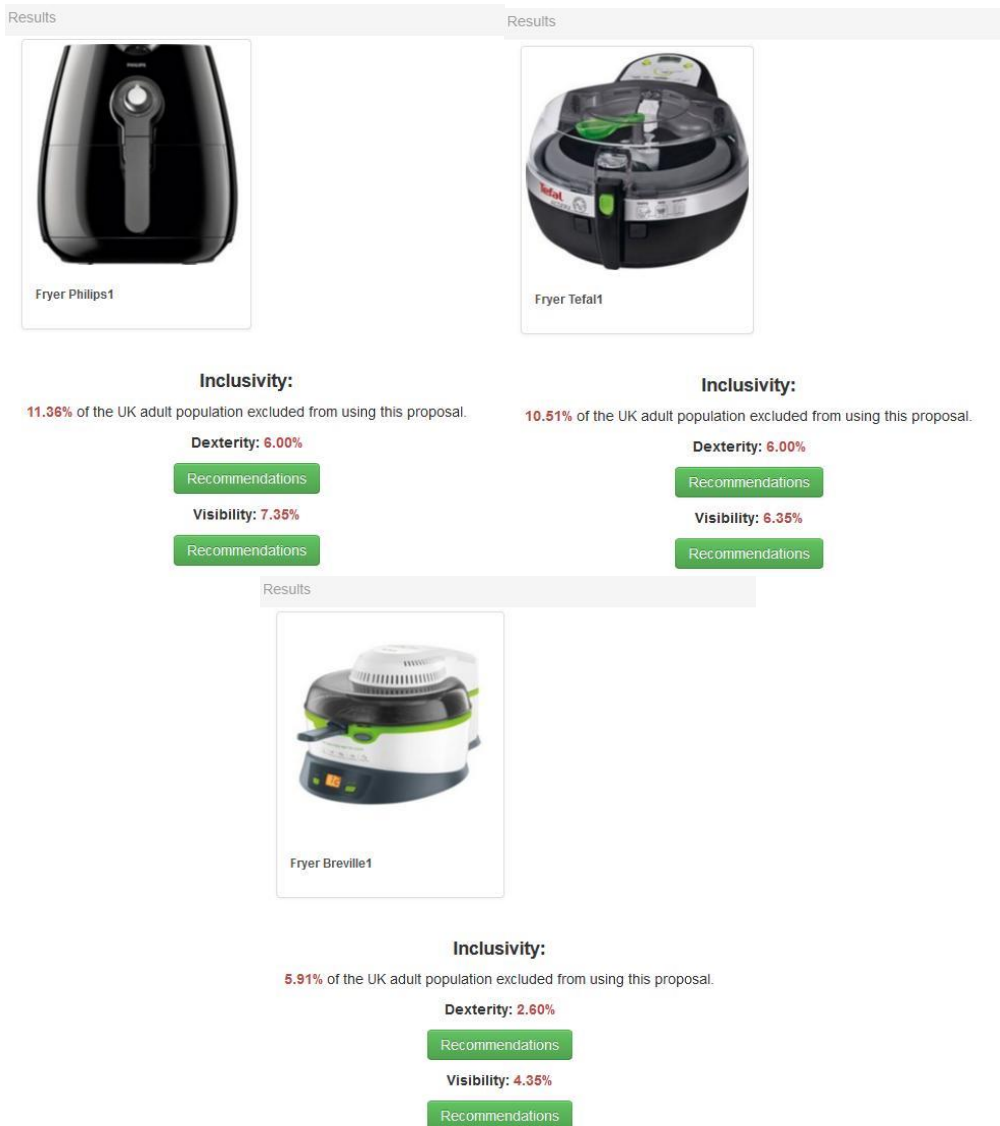 Results
PHILIPS
Fryer Philips1
Inclusivity:
11.36% of the UK adult population excluded from using this proposal.
Dexterity: 6.00%
Recommendations
Visibility: 7.35%
Recommendations
Results
Tefal
Fryer Tefal1
Inclusivity:
10.51% of the UK adult population excluded from using this proposal.
Dexterity: 6.00%
Recommendations
Visibility: 6.35%
Recommendations
Results
Fryer Breville1
Inclusivity:
5.91% of the UK adult population excluded from using this proposal.
Dexterity: 2.60%
Recommendations
Visibility: 4.35%
Recommendations